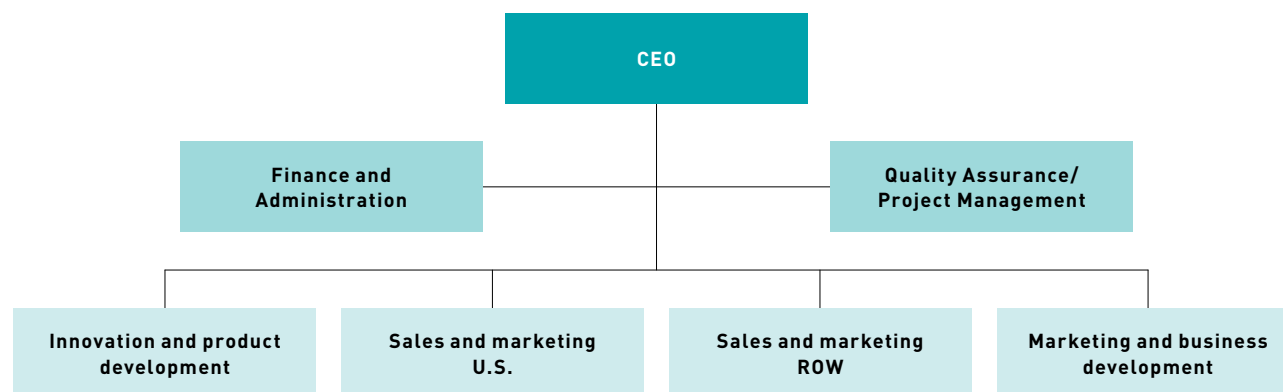 CEO
Finance and
Administration
Quality Assurance/
Project Management
Innovation and product
development
Sales and marketing
U.S.
Sales and marketing
ROW
Marketing and business
development